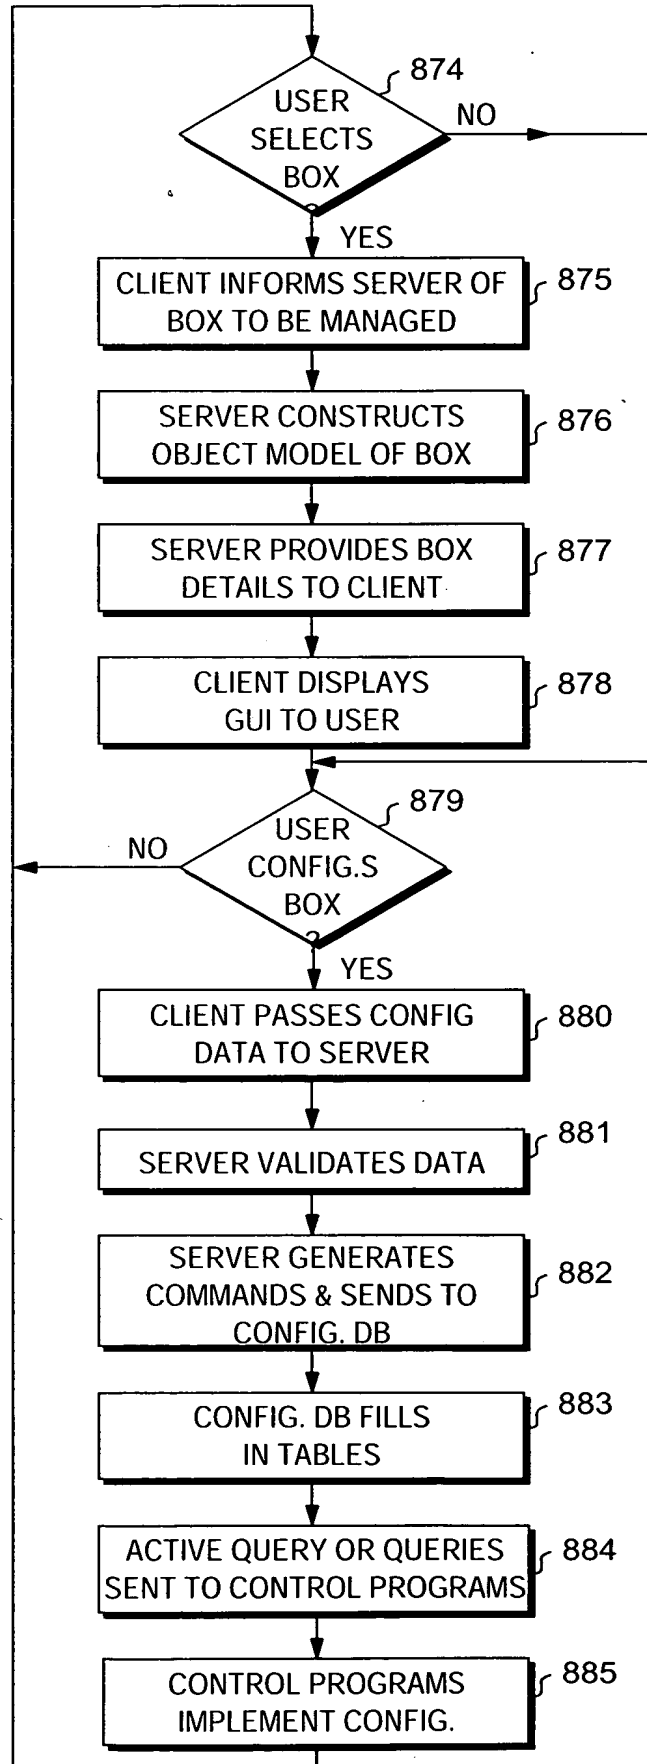 874
USER
SELECTS
BOX
?
NO
YES
CLIENT INFORMS SERVER OF
BOX TO BE MANAGED
875
SERVER CONSTRUCTS
OBJECT MODEL OF BOX
876
SERVER PROVIDES BOX
DETAILS TO CLIENT
877
CLIENT DISPLAYS
GUI TO USER
878
879
USER
CONFIG.S
BOX
?
NO
YES
CLIENT PASSES CONFIG
DATA TO SERVER
880
SERVER VALIDATES DATA
881
SERVER GENERATES
COMMANDS & SENDS TO
CONFIG. DB
882
CONFIG. DB FILLS
IN TABLES
883
ACTIVE QUERY OR QUERIES
SENT TO CONTROL PROGRAMS
884
CONTROL PROGRAMS
IMPLEMENT CONFIG.
885